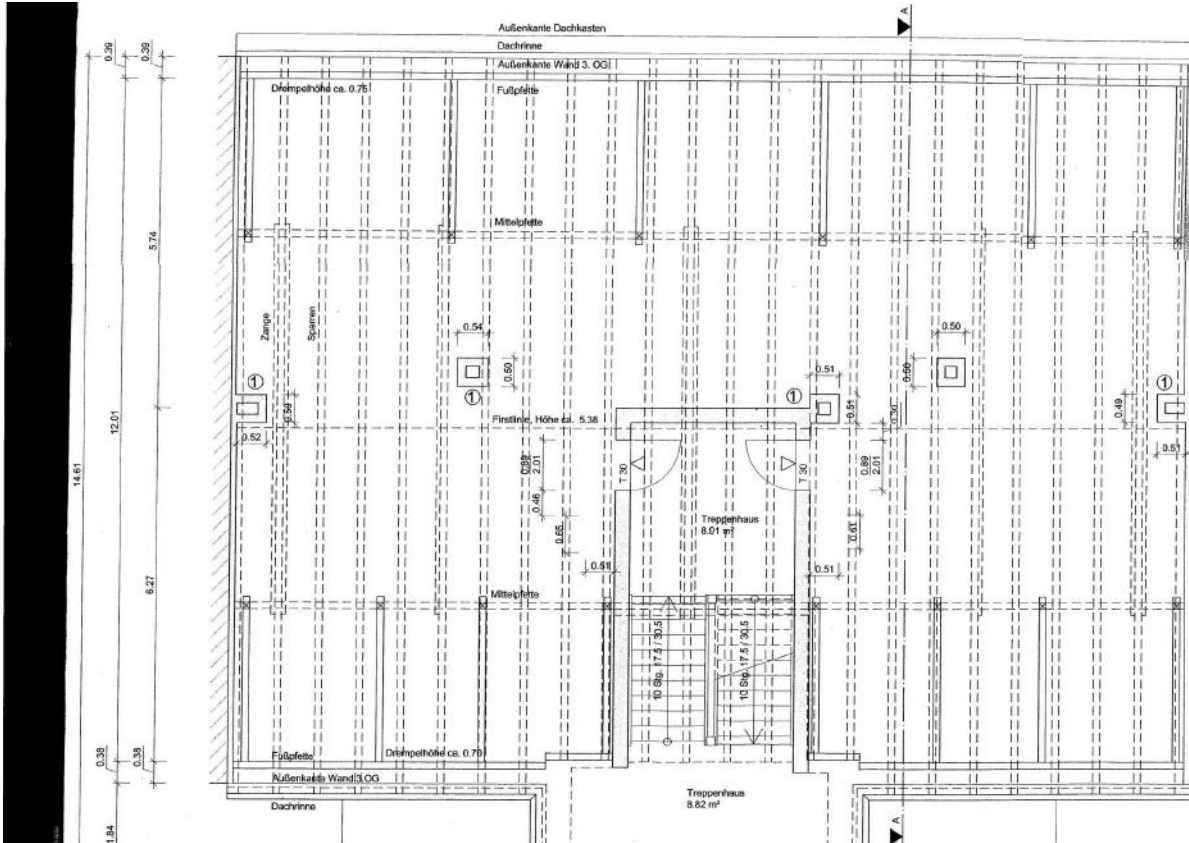 Außenkante Dachkasten
A
Dachrinne
0.39
0.39
Außenkante Wand 3. OG
Drempelhöhe ca. 0.75
Fußpfette
5.74
Mittelpfette
Zange
Sparren
0.54
0.50
0.50
0.50
1
1
0.51
1
1
0.59
0.51
0.30
0.49
12.01
Firstlinie, Höhe ca. 5.38
0.52
0.51
14.61
0.89
2.01
T 30
T 30
0.89
2.01
0.46
Treppenhaus
8.91 m²
0.65
0.61
0.51
0.51
6.27
Mittelpfette
10 Stg. 17.5 / 30.5
10 Stg. 17.5 / 30.5
0.38
0.38
Fußpfette
Drempelhöhe ca. 0.70
Außenkante Wand 3.OG
Treppenhaus
8.82 m²
Dachrinne
1.84
A